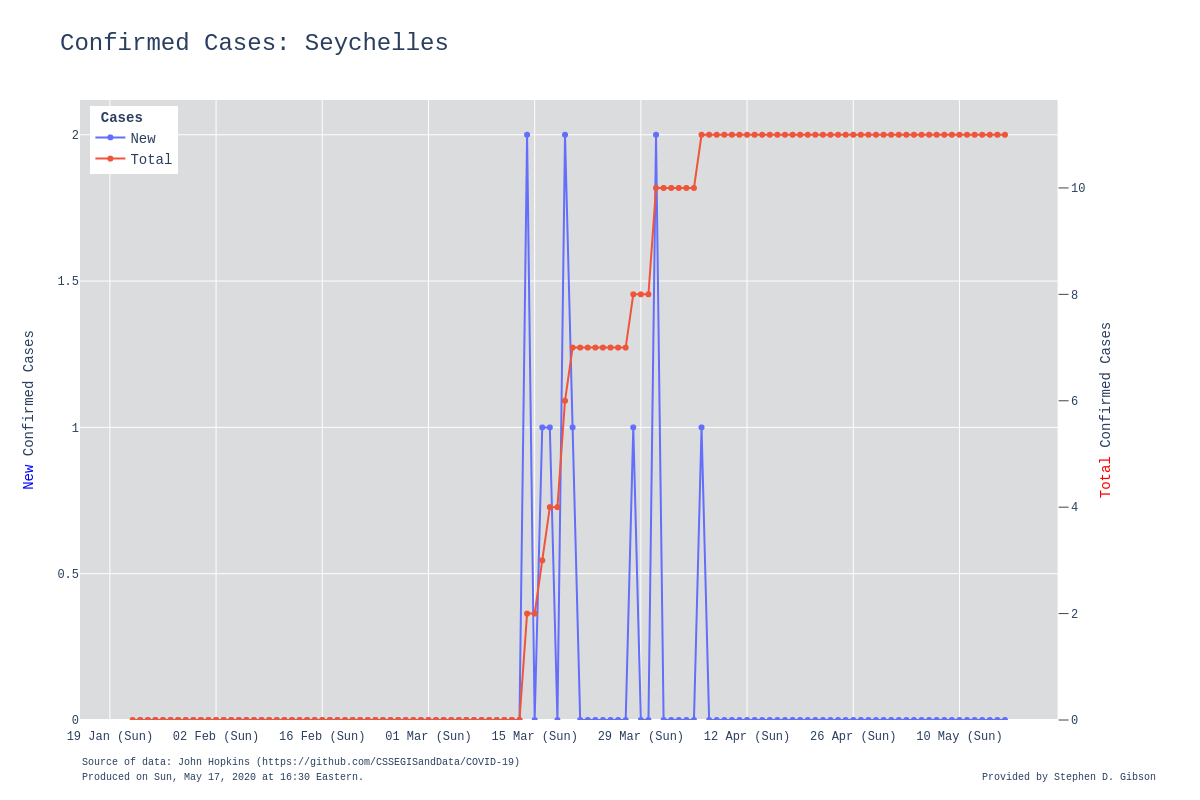 Confirmed Cases: Seychelles
Cases
New
Total
2
1.5
1
0.5
0
10
8
6
4
2
0
New Confirmed Cases
Total Confirmed Cases
19 Jan (Sun) 02 Feb (Sun) 16 Feb (Sun) 01 Mar (Sun) 15 Mar (Sun) 29 Mar (Sun) 12 Apr (Sun) 26 Apr (Sun) 10 May (Sun)
Source of data: John Hopkins (https://github.com/CSSEGISandData/COVID-19)
Produced on Sun, May 17, 2020 at 16:30 Eastern.
Provided by Stephen D. Gibson